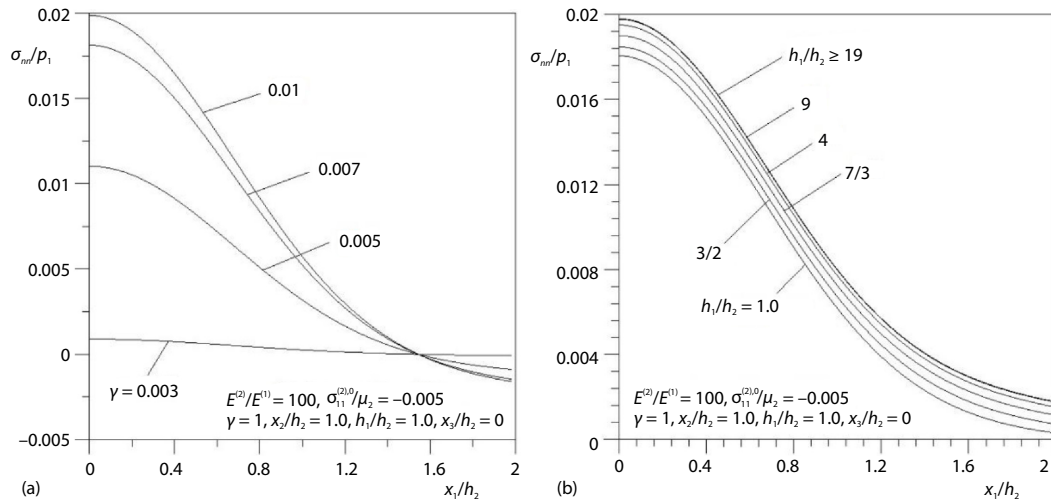 0.02
σₙₙ/p₁
0.015
0.01
0.01
0.007
0.005
0.005
0
γ = 0.003
E⁽²⁾/E⁽¹⁾ = 100, σ₁₁⁽²⁾,⁰/μ₂ = –0.005
γ = 1, x₂/h₂ = 1.0, h₁/h₂ = 1.0, x₃/h₂ = 0
–0.005
0 0.4 0.8 1.2 1.6 2
(a) x₁/h₂
0.02
σₙₙ/p₁
h₁/h₂ ≥ 19
0.016
9
4
0.012
7/3
3/2
0.008
h₁/h₂ = 1.0
0.004
E⁽²⁾/E⁽¹⁾ = 100, σ₁₁⁽²⁾,⁰/μ₂ = –0.005
γ = 1, x₂/h₂ = 1.0, h₁/h₂ = 1.0, x₃/h₂ = 0
0
0 0.4 0.8 1.2 1.6 2
(b) x₁/h₂